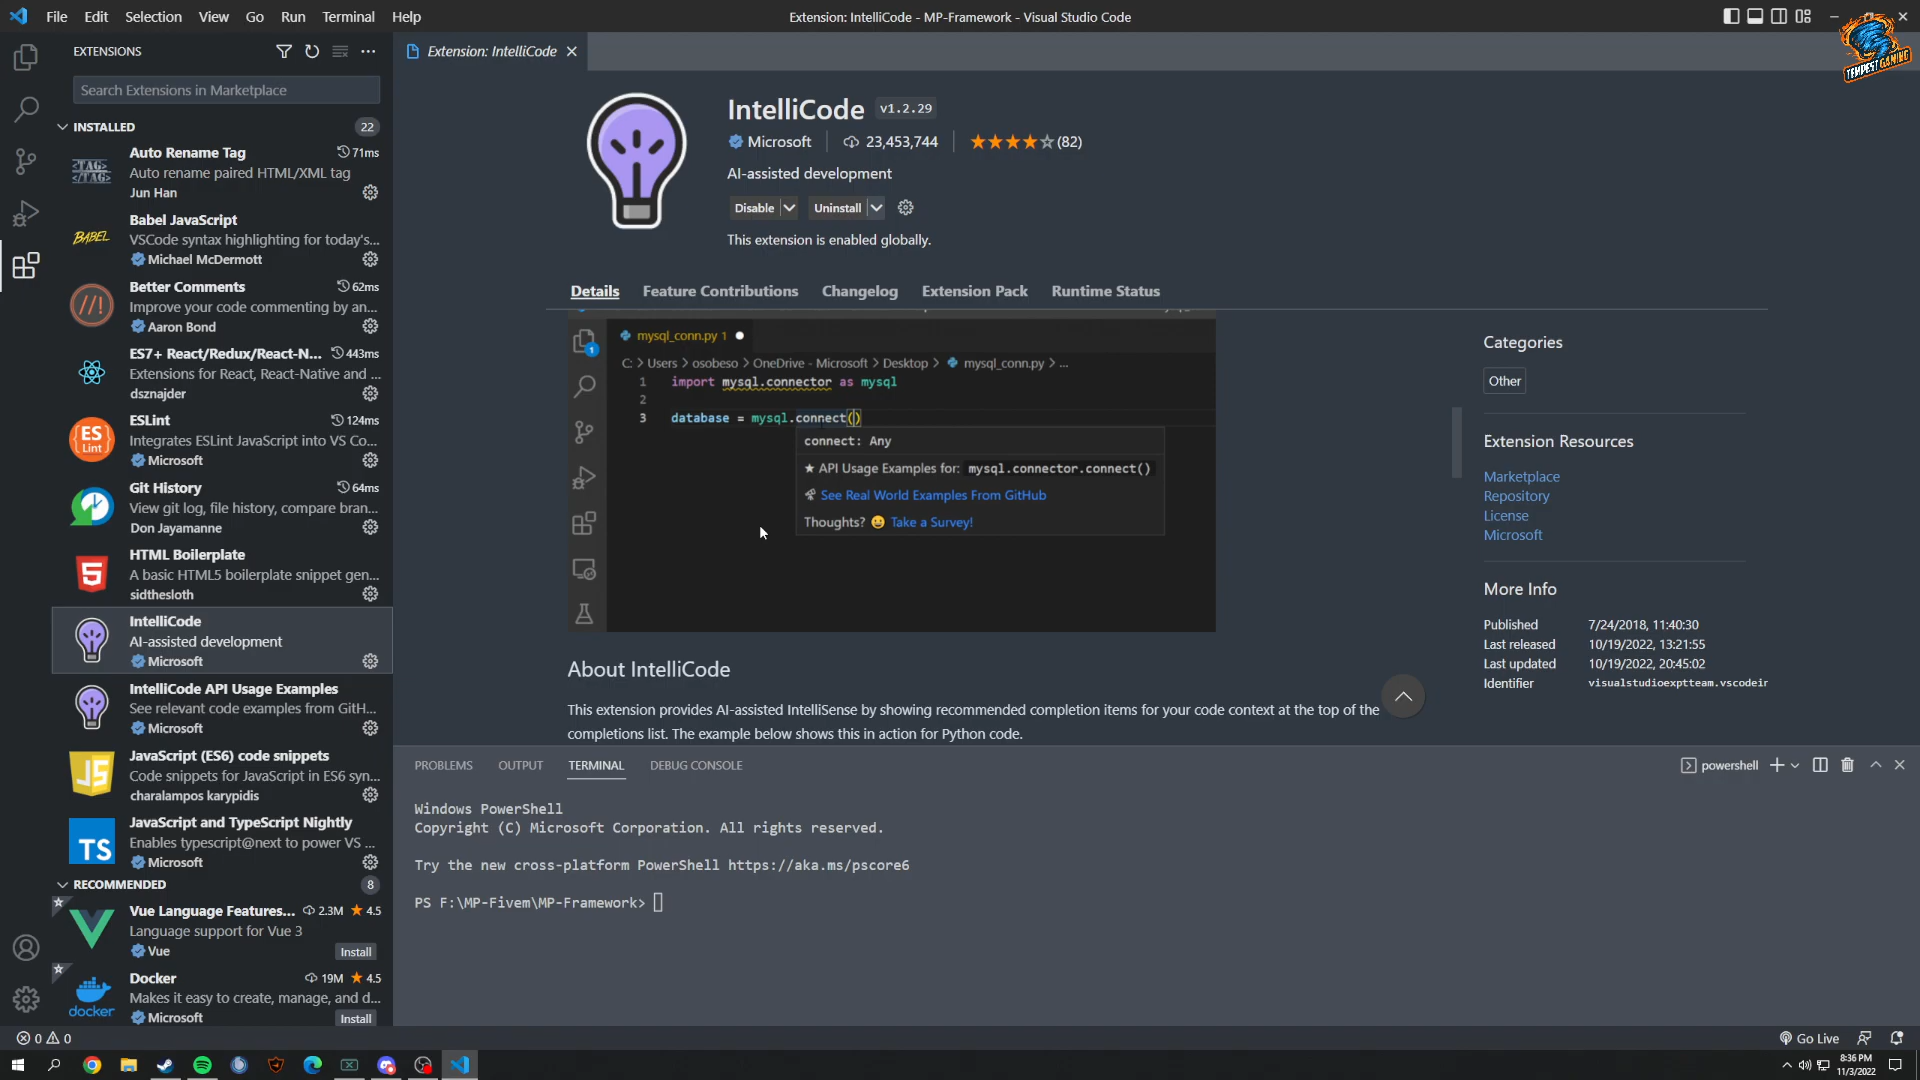 File Edit Selection View Go Run Terminal Help
Extension: IntelliCode - MP-Framework - Visual Studio Code
TEMPEST GAMING
EXTENSIONS
Search Extensions in Marketplace
INSTALLED 22
Auto Rename Tag 71ms
Auto rename paired HTML/XML tag
Jun Han
<TAG>
</TAG>
Babel JavaScript
VSCode syntax highlighting for today's...
Michael McDermott
BABEL
Better Comments 62ms
Improve your code commenting by an...
Aaron Bond
//!
ES7+ React/Redux/React-N... 443ms
Extensions for React, React-Native and ...
dsznajder
ESLint 124ms
Integrates ESLint JavaScript into VS Co...
Microsoft
ES
Lint
Git History 64ms
View git log, file history, compare bran...
Don Jayamanne
HTML Boilerplate
A basic HTML5 boilerplate snippet gen...
sidthesloth
5
IntelliCode
AI-assisted development
Microsoft
IntelliCode API Usage Examples
See relevant code examples from GitH...
Microsoft
JavaScript (ES6) code snippets
Code snippets for JavaScript in ES6 syn...
charalampos karypidis
JS
JavaScript and TypeScript Nightly
Enables typescript@next to power VS ...
Microsoft
TS
RECOMMENDED 8
Vue Language Features... 2.3M 4.5
Language support for Vue 3
Vue Install
Docker 19M 4.5
Makes it easy to create, manage, and d...
Microsoft Install
docker
Extension: IntelliCode
IntelliCode v1.2.29
Microsoft 23,453,744 (82)
AI-assisted development
Disable Uninstall
This extension is enabled globally.
Details Feature Contributions Changelog Extension Pack Runtime Status
1
mysql_conn.py 1
C: > Users > osobeso > OneDrive - Microsoft > Desktop > mysql_conn.py > ...
1 import mysql.connector as mysql
2
3 database = mysql.connect()
connect: Any
★ API Usage Examples for: mysql.connector.connect()
See Real World Examples From GitHub
Thoughts? 😀 Take a Survey!
About IntelliCode
This extension provides AI-assisted IntelliSense by showing recommended completion items for your code context at the top of the
completions list. The example below shows this in action for Python code.
Categories
Other
Extension Resources
Marketplace
Repository
License
Microsoft
More Info
Published 7/24/2018, 11:40:30
Last released 10/19/2022, 13:21:55
Last updated 10/19/2022, 20:45:02
Identifier visualstudioexptteam.vscodeir
PROBLEMS OUTPUT TERMINAL DEBUG CONSOLE
powershell
Windows PowerShell
Copyright (C) Microsoft Corporation. All rights reserved.
Try the new cross-platform PowerShell https://aka.ms/pscore6
PS F:\MP-Fivem\MP-Framework>
0 0
Go Live
8:36 PM
11/3/2022